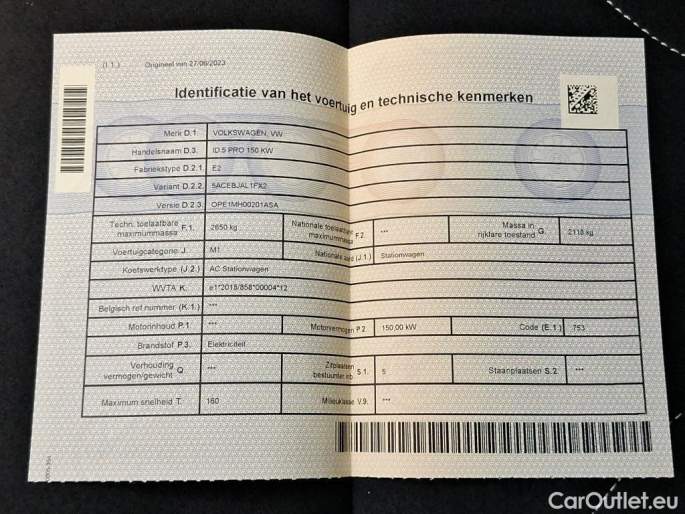 (I.1.) Origineel van 27/06/2023
Identificatie van het voertuig en technische kenmerken
Merk D.1. VOLKSWAGEN, VW
Handelsnaam D.3. ID.5 PRO 150 KW
Fabriekstype D.2.1. E2
Variant D.2.2. 5ACEBJAL1FX2
Versie D.2.3. OPE1MH00201ASA
Techn. toelaatbare maximummassa F.1. 2650 kg Nationale toelaatbare maximummassa F.2. *** Massa in rijklare toestand G. 2118 kg
Voertuigcategorie J. M1 Nationale aard (J.1.) Stationwagen
Koetswerktype (J.2.) AC Stationwagen
WVTA K. e1*2018/858*00004*12
Belgisch ref.nummer (K.1.) ***
Motorinhoud P.1. *** Motorvermogen P.2. 150,00 kW Code (E.1.) 753
Brandstof P.3. Elektriciteit
Verhouding vermogen/gewicht Q. *** Zitplaatsen bestuurder inb. S.1. 5 Staanplaatsen S.2. ***
Maximum snelheid T. 160 Milieuklasse V.9. ***
CarOutlet.eu